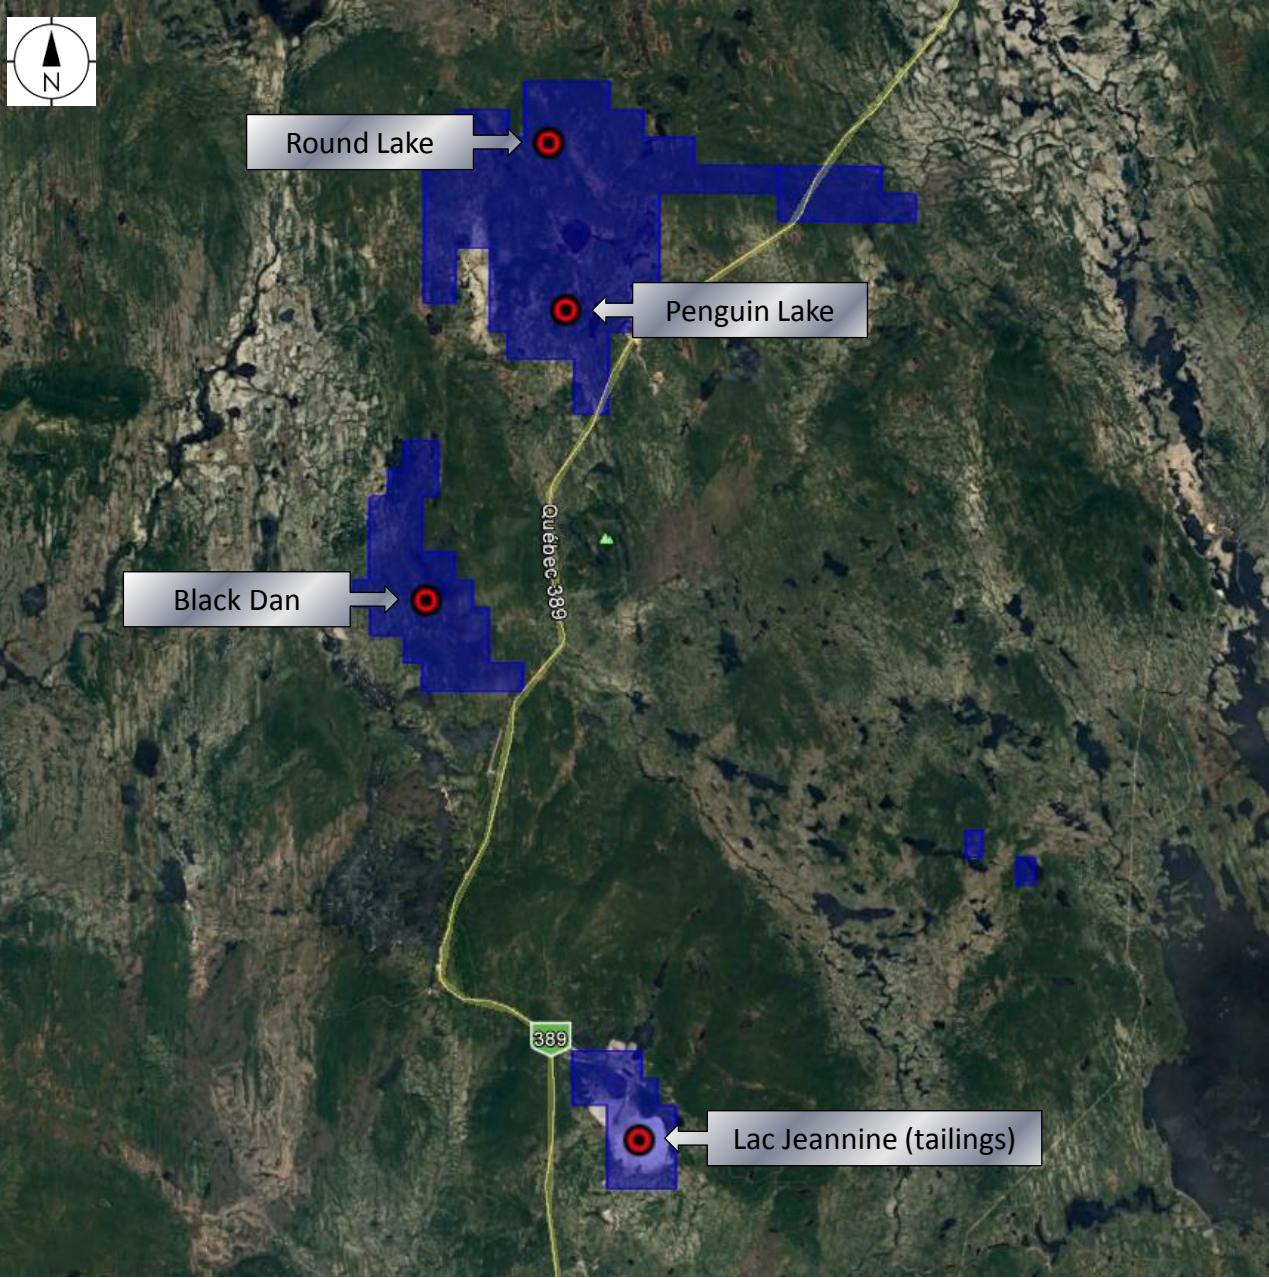 N
Round Lake
Penguin Lake
Québec 389
Black Dan
389
Lac Jeannine (tailings)